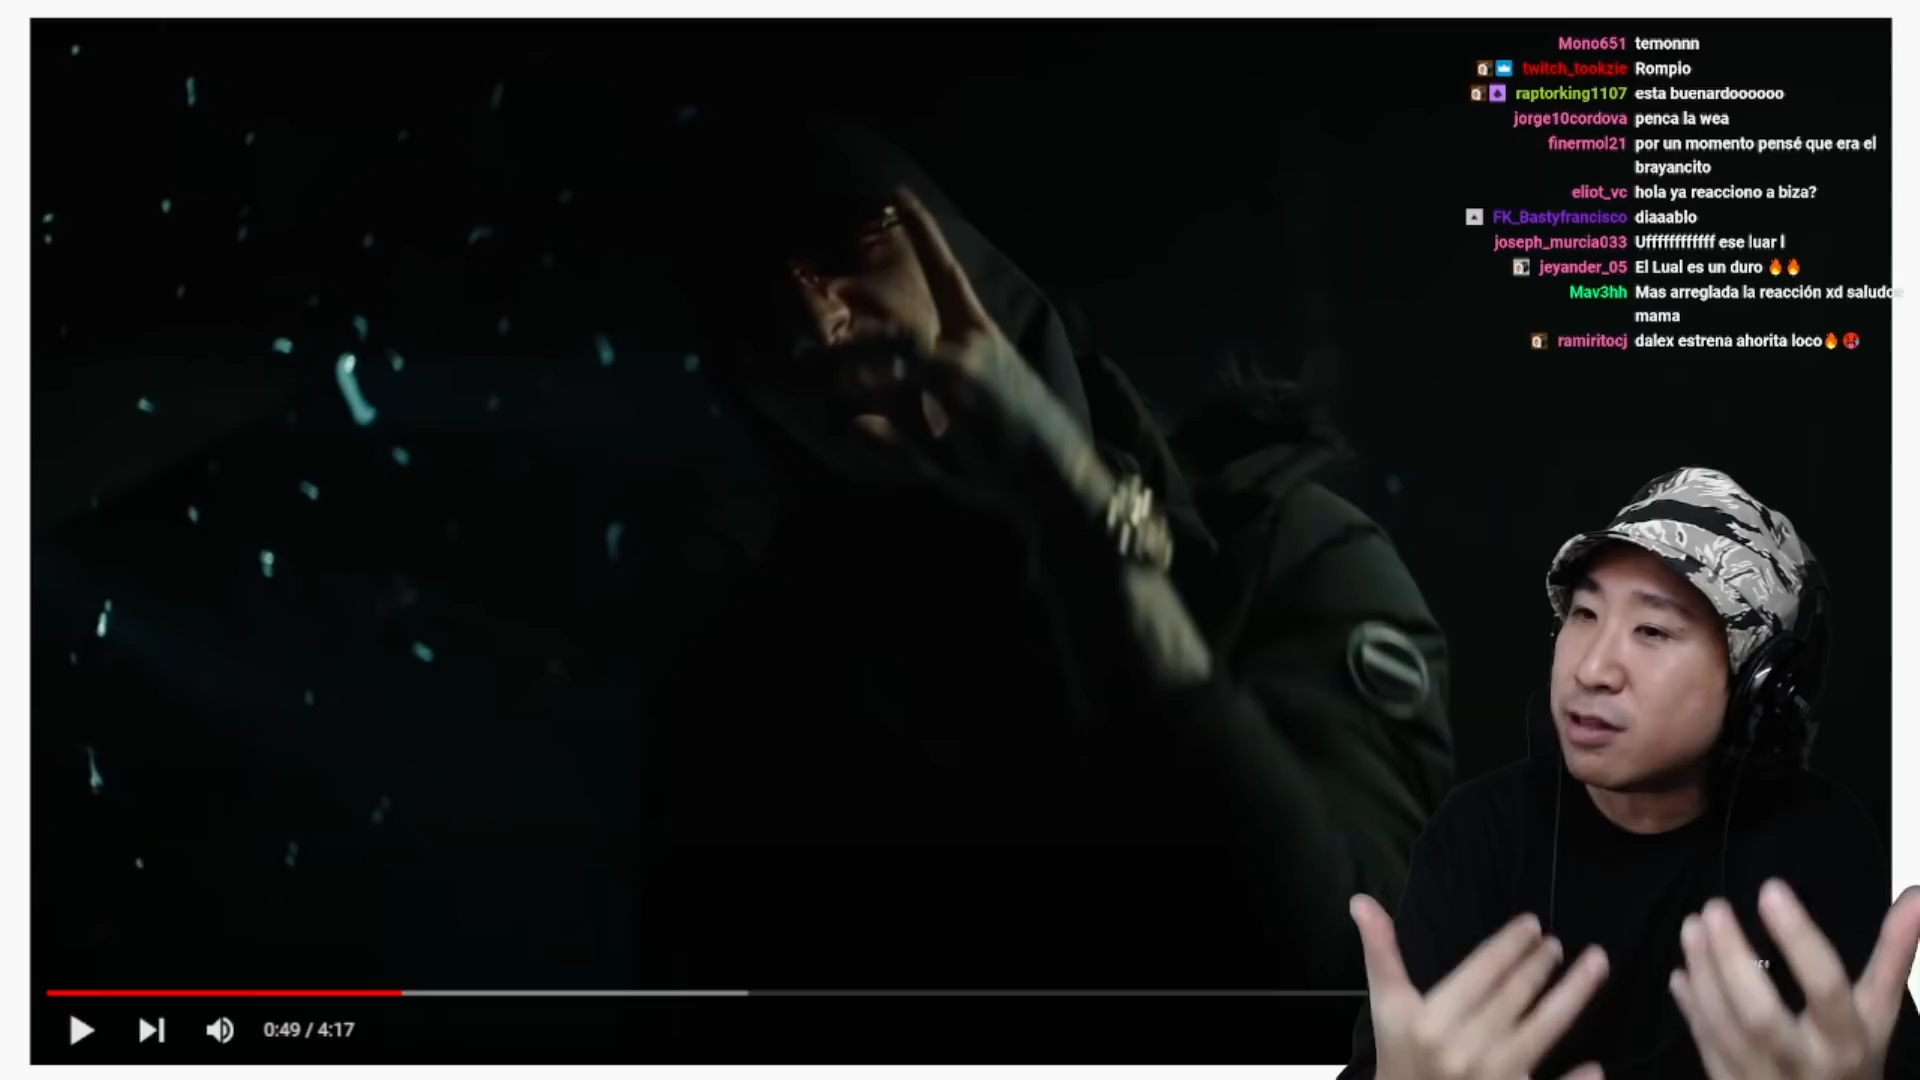 Mono651 temonnn
twitch_tookzie Rompio
raptorking1107 esta buenardoooooo
jorge10cordova penca la wea
finermol21 por un momento pensé que era el
brayancito
eliot_vc hola ya reacciono a biza?
FK_Bastyfrancisco diaaablo
joseph_murcia033 Uffffffffffff ese luar l
jeyander_05 El Lual es un duro 🔥🔥
Mav3hh Mas arreglada la reacción xd saludos
mama
ramiritocj dalex estrena ahorita loco🔥🥵
0:49 / 4:17